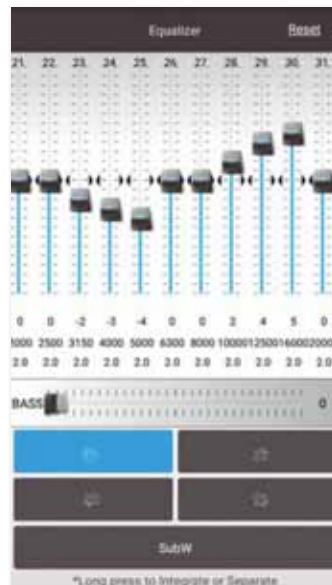 Equalizer Reset
21. 22. 23. 24. 25. 26. 27. 28. 29. 30. 31.
0 0 -2 -3 -4 0 0 2 4 5 0
2500 3150 4000 5000 6300 8000 10000 12500 16000 2000
2.0 2.0 2.0 2.0 2.0 2.0 2.0 2.0 2.0 2.0 2.0
BASS 0
SubW
*Long press to Integrate or Separate